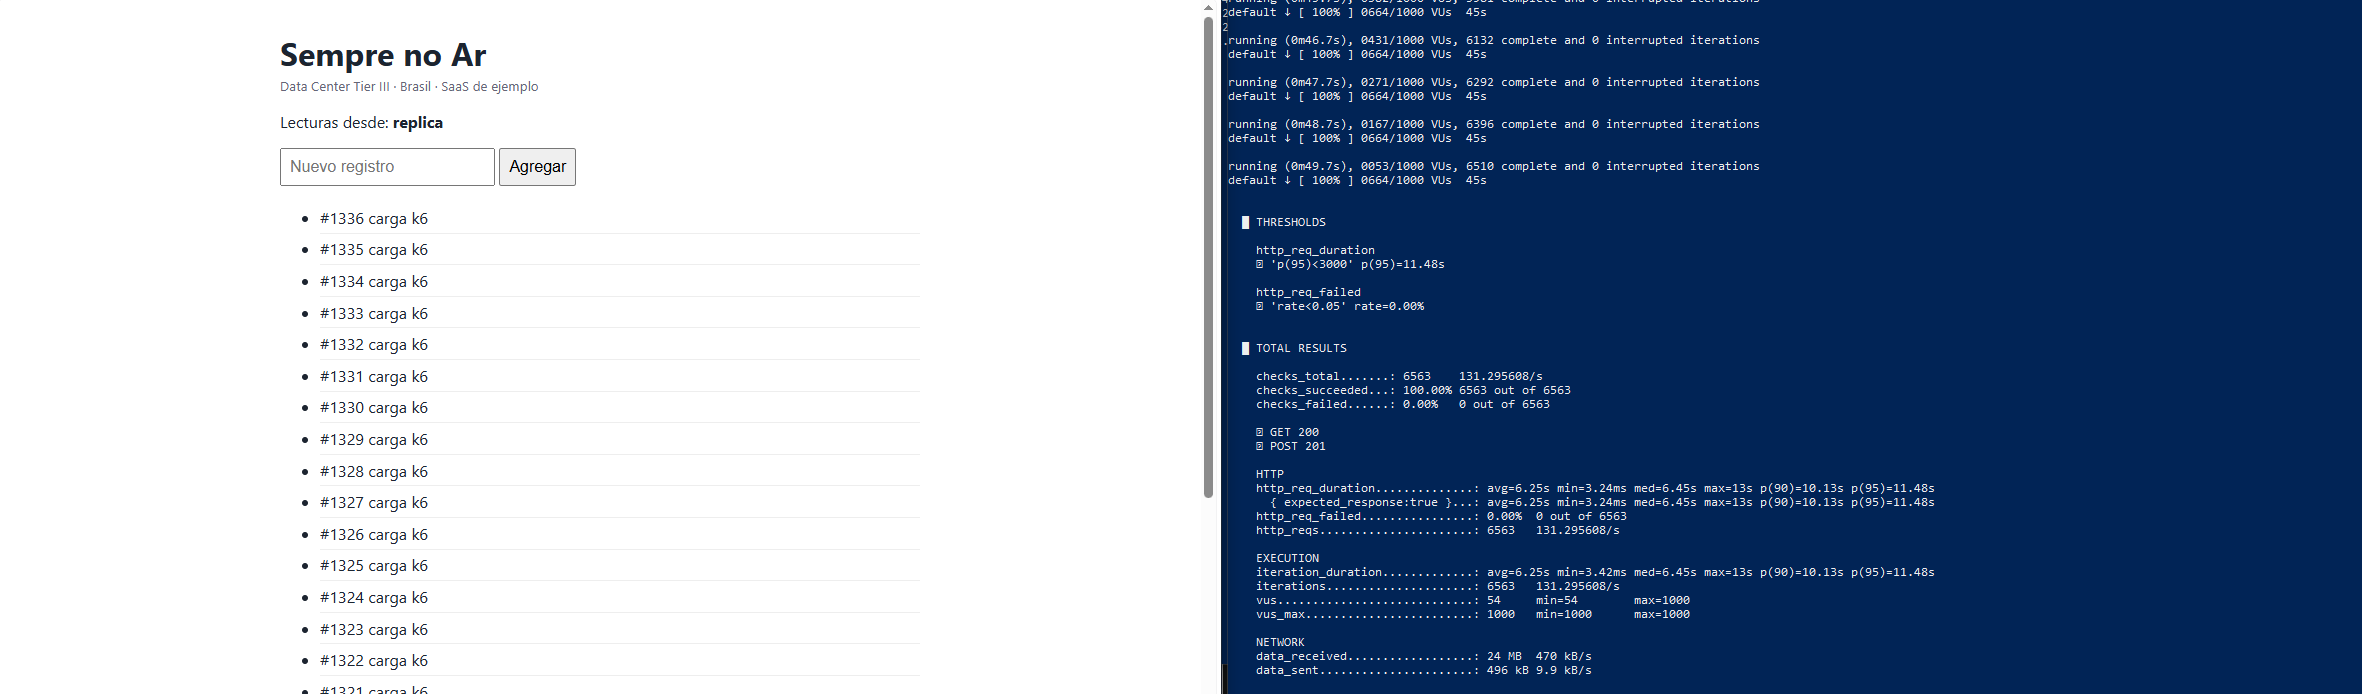 Sempre no Ar
Data Center Tier III · Brasil · SaaS de ejemplo
Lecturas desde: replica
Nuevo registro
Agregar
#1336 carga k6
#1335 carga k6
#1334 carga k6
#1333 carga k6
#1332 carga k6
#1331 carga k6
#1330 carga k6
#1329 carga k6
#1328 carga k6
#1327 carga k6
#1326 carga k6
#1325 carga k6
#1324 carga k6
#1323 carga k6
#1322 carga k6
#1321 carga k6
complete and 0 interrupted iterations
default ↓ [ 100% ] 0664/1000 VUs  45s
running (0m46.7s), 0431/1000 VUs, 6132 complete and 0 interrupted iterations
default ↓ [ 100% ] 0664/1000 VUs  45s
running (0m47.7s), 0271/1000 VUs, 6292 complete and 0 interrupted iterations
default ↓ [ 100% ] 0664/1000 VUs  45s
running (0m48.7s), 0167/1000 VUs, 6396 complete and 0 interrupted iterations
default ↓ [ 100% ] 0664/1000 VUs  45s
running (0m49.7s), 0053/1000 VUs, 6510 complete and 0 interrupted iterations
default ↓ [ 100% ] 0664/1000 VUs  45s
█ THRESHOLDS
http_req_duration
'p(95)<3000' p(95)=11.48s
http_req_failed
'rate<0.05' rate=0.00%
█ TOTAL RESULTS
checks_total.......: 6563    131.295608/s
checks_succeeded...: 100.00% 6563 out of 6563
checks_failed......: 0.00%   0 out of 6563
GET 200
POST 201
HTTP
http_req_duration..............: avg=6.25s min=3.24ms med=6.45s max=13s p(90)=10.13s p(95)=11.48s
{ expected_response:true }...: avg=6.25s min=3.24ms med=6.45s max=13s p(90)=10.13s p(95)=11.48s
http_req_failed................: 0.00%  0 out of 6563
http_reqs......................: 6563   131.295608/s
EXECUTION
iteration_duration.............: avg=6.25s min=3.42ms med=6.45s max=13s p(90)=10.13s p(95)=11.48s
iterations.....................: 6563   131.295608/s
vus............................: 54     min=54        max=1000
vus_max........................: 1000   min=1000      max=1000
NETWORK
data_received..................: 24 MB  470 kB/s
data_sent......................: 496 kB 9.9 kB/s